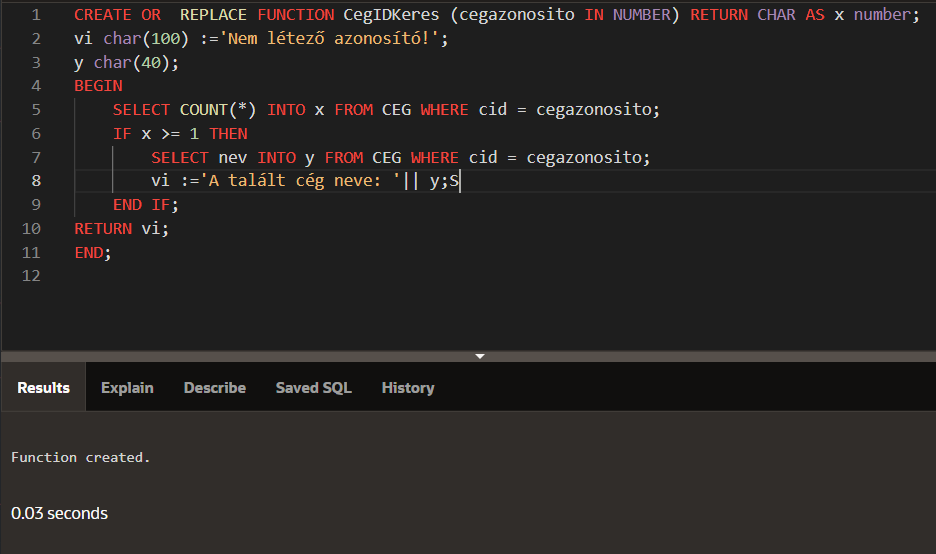 1 CREATE OR  REPLACE FUNCTION CegIDKeres (cegazonosito IN NUMBER) RETURN CHAR AS x number;
2 vi char(100) :='Nem létező azonosító!';
3 y char(40);
4 BEGIN
5     SELECT COUNT(*) INTO x FROM CEG WHERE cid = cegazonosito;
6     IF x >= 1 THEN
7         SELECT nev INTO y FROM CEG WHERE cid = cegazonosito;
8         vi :='A talált cég neve: '|| y;S
9     END IF;
10 RETURN vi;
11 END;
12
Results Explain Describe Saved SQL History
Function created.
0.03 seconds